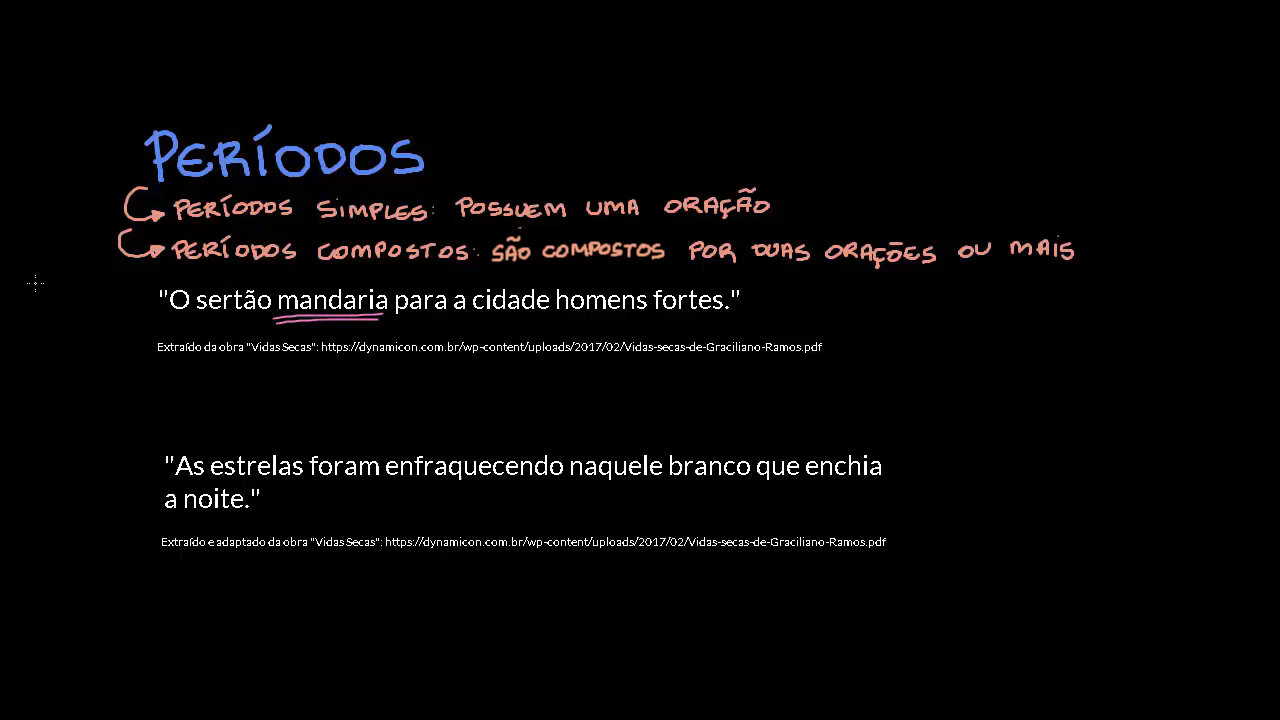 PERÍODOS
PERÍODOS SIMPLES: POSSUEM UMA ORAÇÃO
PERÍODOS COMPOSTOS: SÃO COMPOSTOS POR DUAS ORAÇÕES OU MAIS
"O sertão mandaria para a cidade homens fortes."
Extraído da obra "Vidas Secas": https://dynamicon.com.br/wp-content/uploads/2017/02/Vidas-secas-de-Graciliano-Ramos.pdf
"As estrelas foram enfraquecendo naquele branco que enchia
a noite."
Extraído e adaptado da obra "Vidas Secas": https://dynamicon.com.br/wp-content/uploads/2017/02/Vidas-secas-de-Graciliano-Ramos.pdf